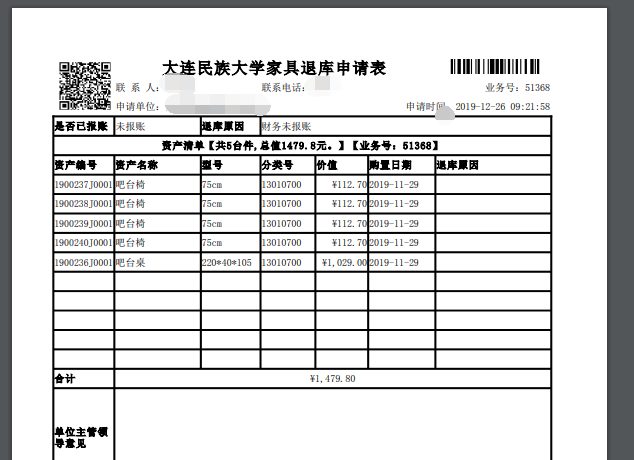 大连民族大学家具退库申请表
联 系 人:
联系电话:
业务号: 51368
申请单位:
申请时间 2019-12-26 09:21:58
是否已报账 未报账 退库原因 财务未报账
资产清单【共5台件,总值1479.8元。】【业务号: 51368】
资产编号 资产名称 型号 分类号 价值 购置日期 退库原因
1900237J0001 吧台椅 75cm 13010700 ¥112.70 2019-11-29
1900238J0001 吧台椅 75cm 13010700 ¥112.70 2019-11-29
1900239J0001 吧台椅 75cm 13010700 ¥112.70 2019-11-29
1900240J0001 吧台椅 75cm 13010700 ¥112.70 2019-11-29
1900236J0001 吧台桌 220*40*105 13010700 ¥1,029.00 2019-11-29
合计 ¥1,479.80
单位主管领
导意见